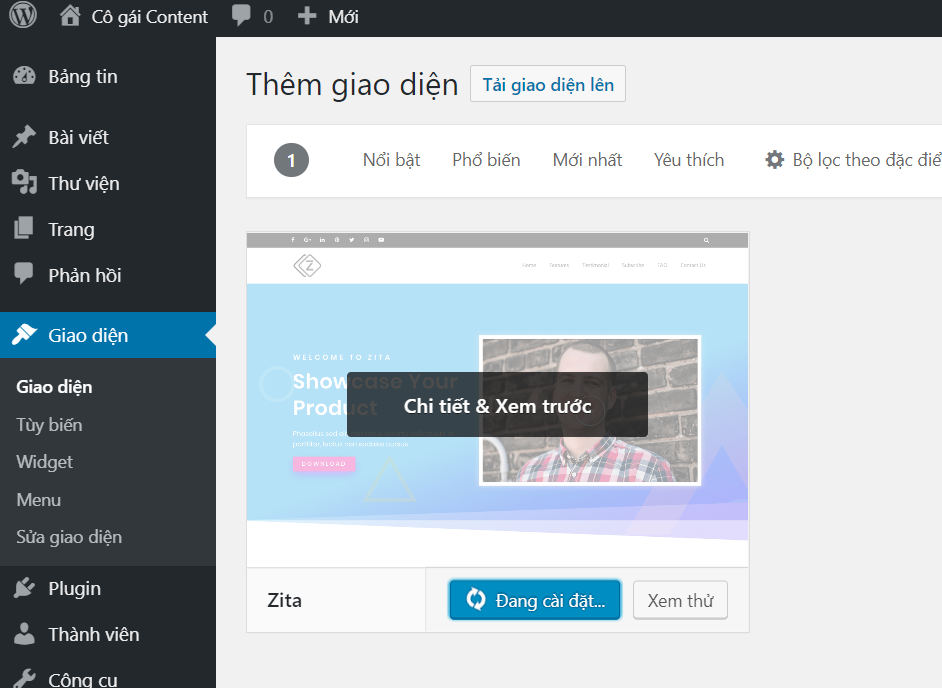 Cô gái Content 0 Mới
Bảng tin
Bài viết
Thư viện
Trang
Phản hồi
Giao diện
Giao diện
Tùy biến
Widget
Menu
Sửa giao diện
Plugin
Thành viên
Công cụ
Thêm giao diện Tải giao diện lên
1 Nổi bật Phổ biến Mới nhất Yêu thích Bộ lọc theo đặc điể
Home Features Testimonial Subscribe FAQ Contact Us
WELCOME TO ZITA
Showcase Your
Product
Chi tiết & Xem trước
DOWNLOAD
Zita Đang cài đặt... Xem thử